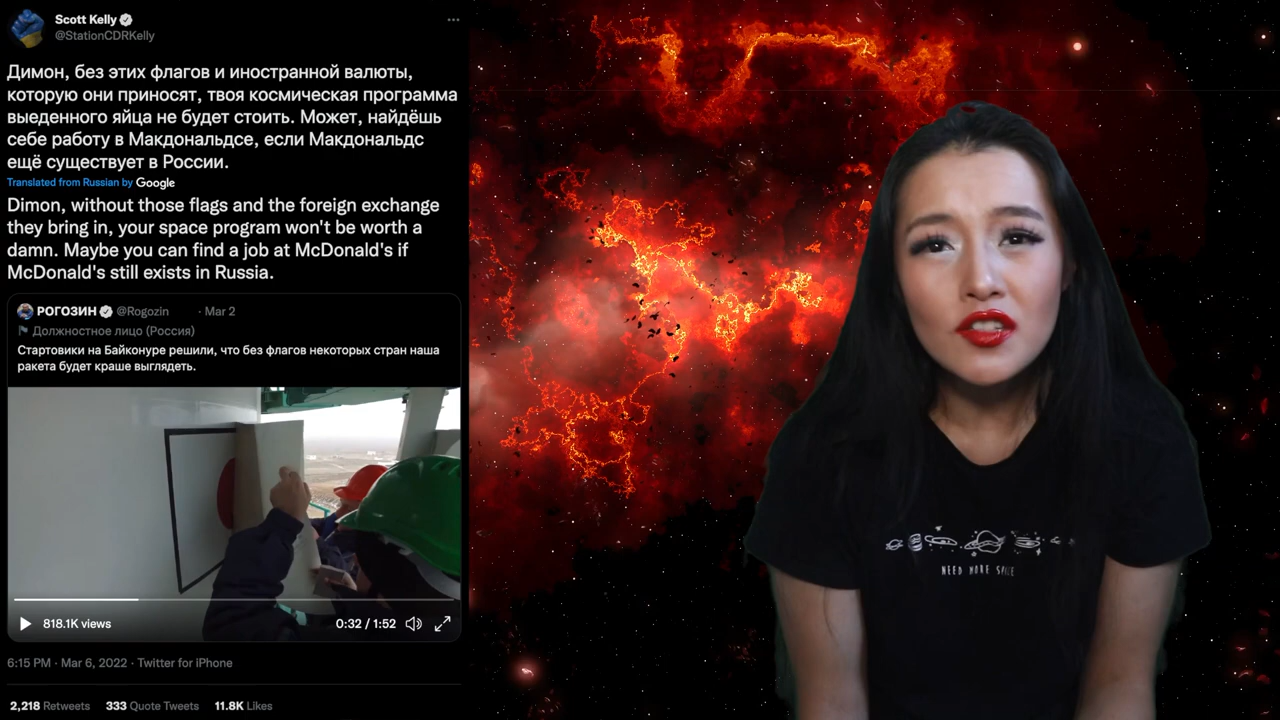 Scott Kelly
@StationCDRKelly
Димон, без этих флагов и иностранной валюты,
которую они приносят, твоя космическая программа
выеденного яйца не будет стоить. Может, найдёшь
себе работу в Макдональдсе, если Макдональдс
ещё существует в России.
Translated from Russian by Google
Dimon, without those flags and the foreign exchange
they bring in, your space program won't be worth a
damn. Maybe you can find a job at McDonald's if
McDonald's still exists in Russia.
РОГОЗИН @Rogozin · Mar 2
Должностное лицо (Россия)
Стартовики на Байконуре решили, что без флагов некоторых стран наша
ракета будет краше выглядеть.
818.1K views
0:32 / 1:52
6:15 PM · Mar 6, 2022 · Twitter for iPhone
2,218 Retweets 333 Quote Tweets 11.8K Likes
NEED MORE SPACE